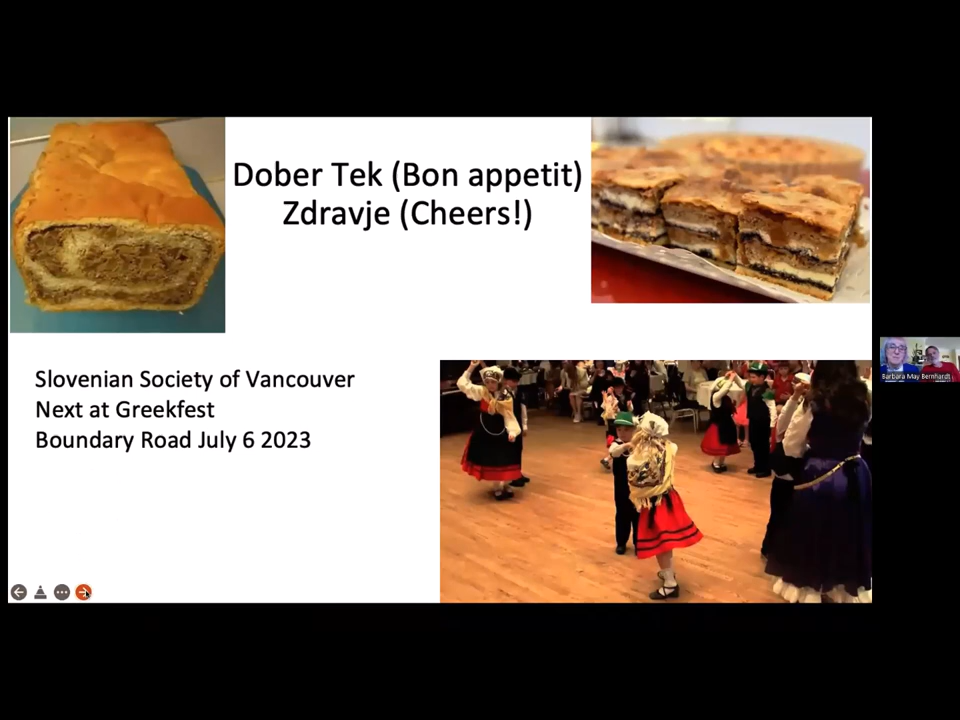 Dober Tek (Bon appetit)
Zdravje (Cheers!)
Slovenian Society of Vancouver
Next at Greekfest
Boundary Road July 6 2023
Barbara May Bernhardt